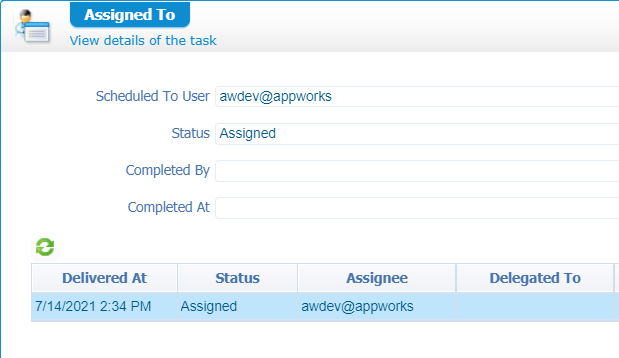 Assigned To
View details of the task
Scheduled To User awdev@appworks
Status Assigned
Completed By
Completed At
Delivered At Status Assignee Delegated To
7/14/2021 2:34 PM Assigned awdev@appworks